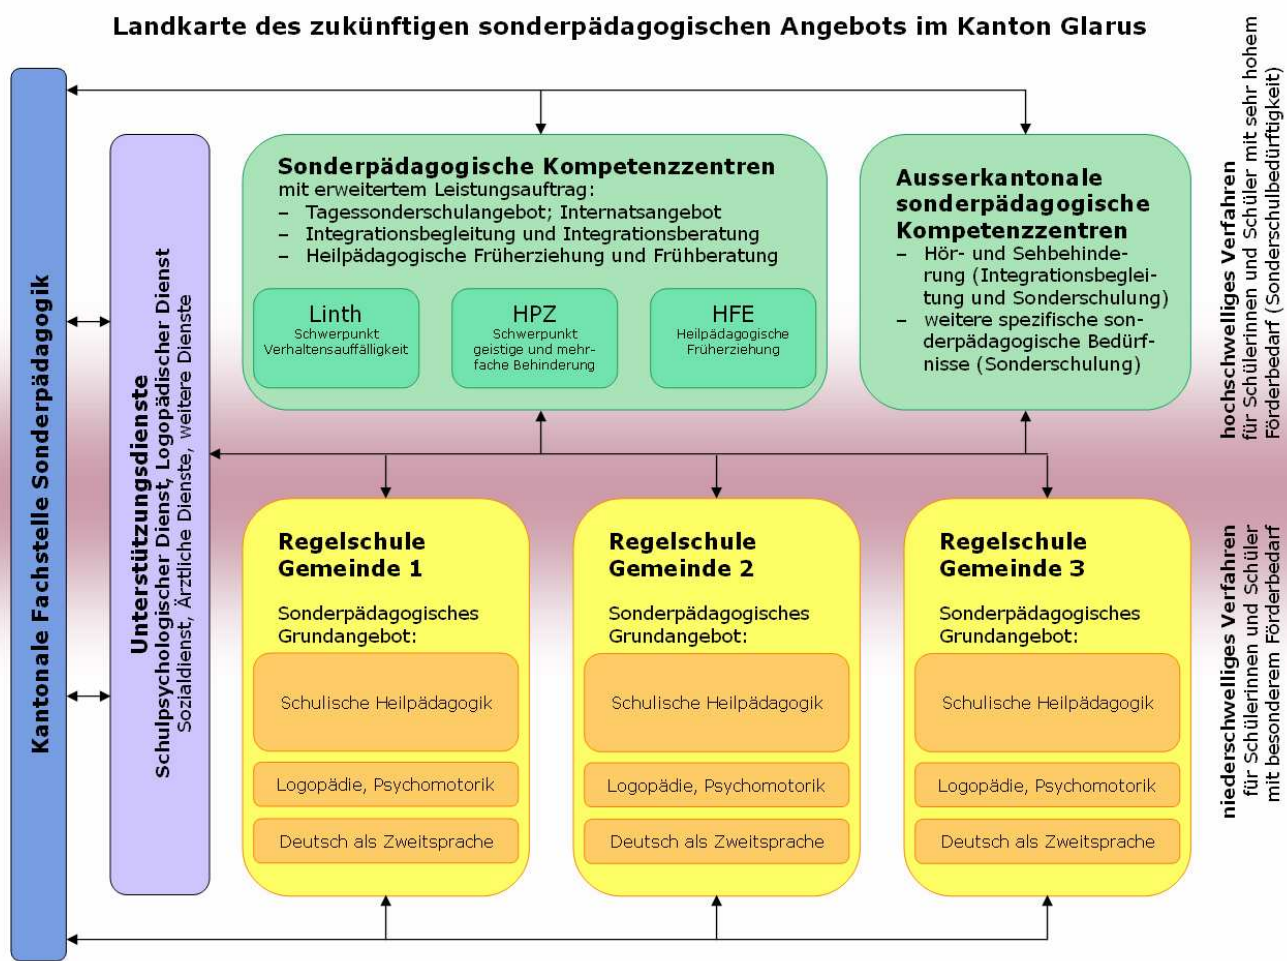 Landkarte des zukünftigen sonderpädagogischen Angebots im Kanton Glarus
Kantonale Fachstelle Sonderpädagogik
Unterstützungsdienste
Schulpsychologischer Dienst, Logopädischer Dienst
Sozialdienst, Ärztliche Dienste, weitere Dienste
Sonderpädagogische Kompetenzzentren
mit erweitertem Leistungsauftrag:
– Tagessonderschulangebot; Internatsangebot
– Integrationsbegleitung und Integrationsberatung
– Heilpädagogische Früherziehung und Frühberatung
Linth
Schwerpunkt
Verhaltensauffälligkeit
HPZ
Schwerpunkt
geistige und mehr-
fache Behinderung
HFE
Heilpädagogische
Früherziehung
Ausserkantonale
sonderpädagogische
Kompetenzzentren
– Hör- und Sehbehinde-
rung (Integrationsbeglei-
tung und Sonderschulung)
– weitere spezifische son-
derpädagogische Bedürf-
nisse (Sonderschulung)
hochschwelliges Verfahren
für Schülerinnen und Schüler mit sehr hohem
Förderbedarf (Sonderschulbedürftigkeit)
Regelschule
Gemeinde 1
Sonderpädagogisches
Grundangebot:
Schulische Heilpädagogik
Logopädie, Psychomotorik
Deutsch als Zweitsprache
Regelschule
Gemeinde 2
Sonderpädagogisches
Grundangebot:
Schulische Heilpädagogik
Logopädie, Psychomotorik
Deutsch als Zweitsprache
Regelschule
Gemeinde 3
Sonderpädagogisches
Grundangebot:
Schulische Heilpädagogik
Logopädie, Psychomotorik
Deutsch als Zweitsprache
niederschwelliges Verfahren
für Schülerinnen und Schüler
mit besonderem Förderbedarf